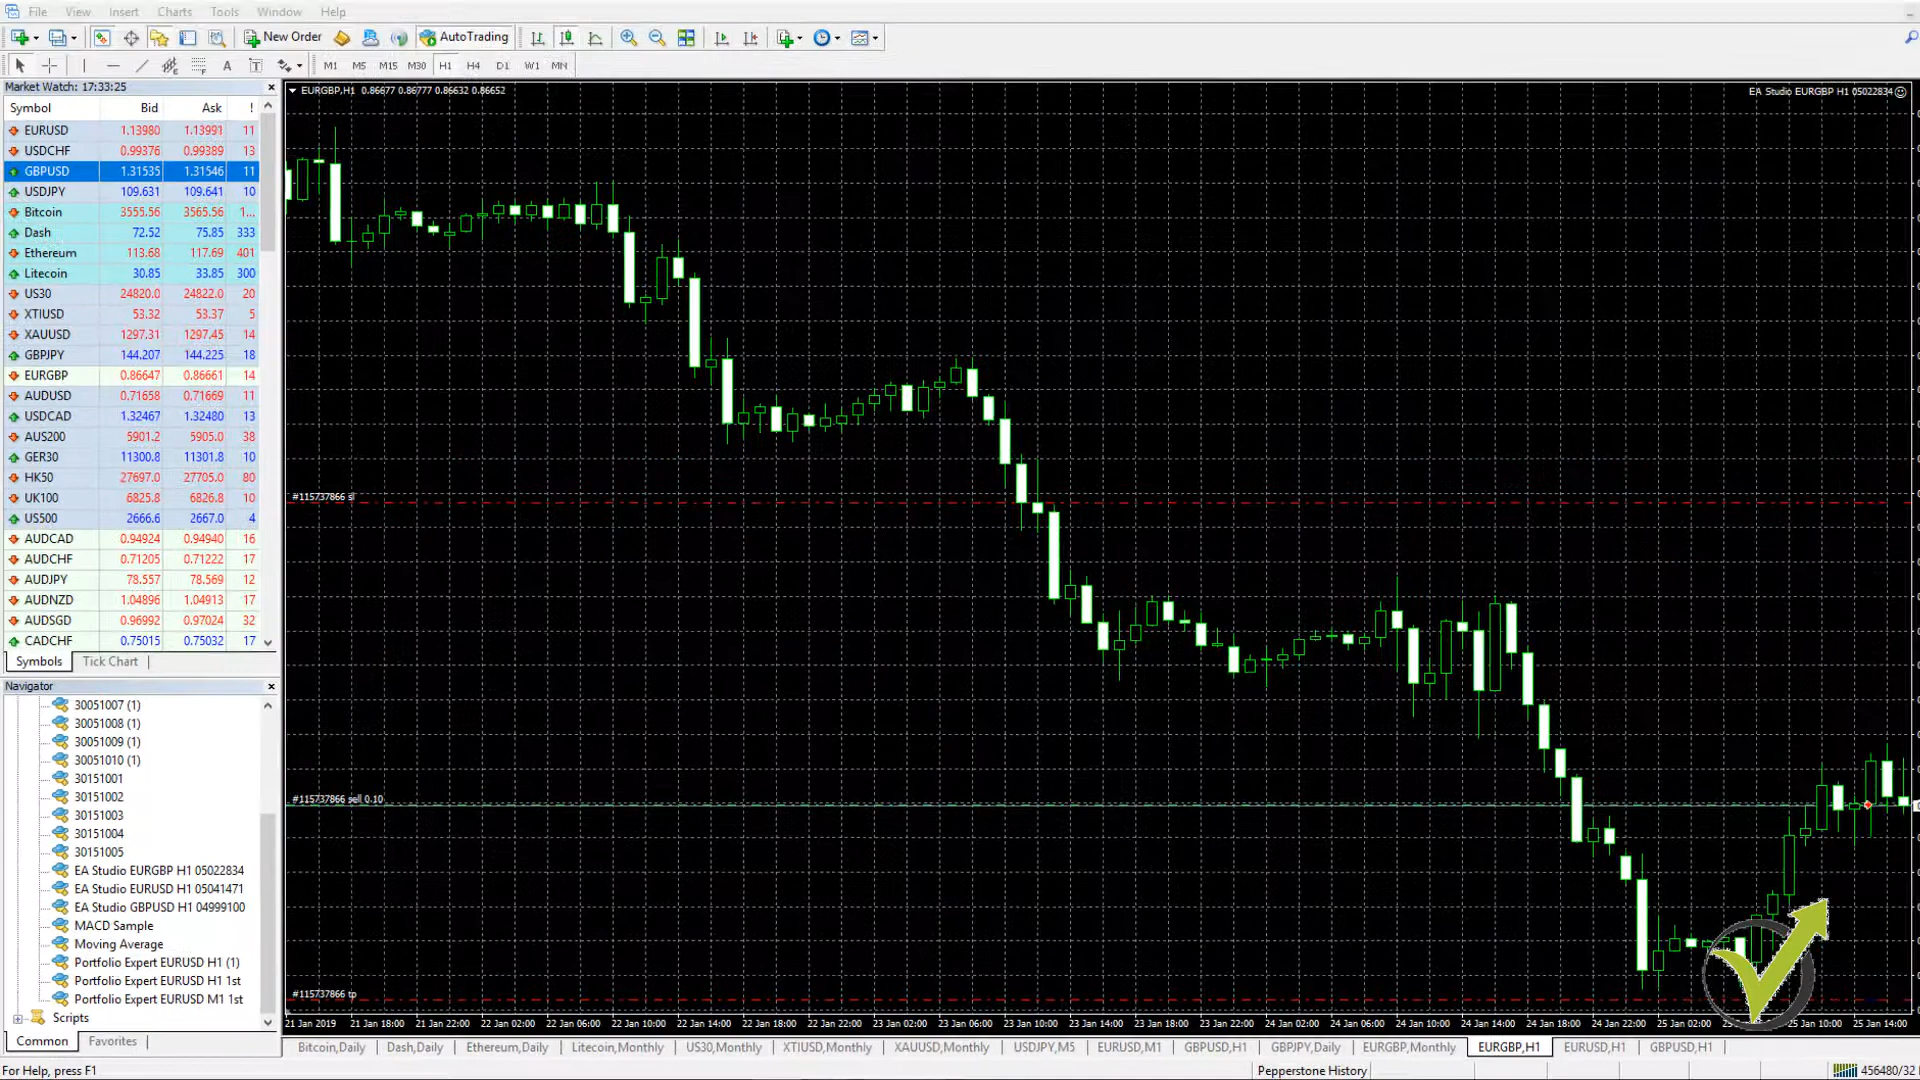 File View Insert Charts Tools Window Help
New Order AutoTrading
A T M1 M5 M15 M30 H1 H4 D1 W1 MN
Market Watch: 17:33:25
Symbol Bid Ask !
EURUSD 1.13980 1.13991 11
USDCHF 0.99376 0.99389 13
GBPUSD 1.31535 1.31546 11
USDJPY 109.631 109.641 10
Bitcoin 3555.56 3565.56 1...
Dash 72.52 75.85 333
Ethereum 113.68 117.69 401
Litecoin 30.85 33.85 300
US30 24820.0 24822.0 20
XTIUSD 53.32 53.37 5
XAUUSD 1297.31 1297.45 14
GBPJPY 144.207 144.225 18
EURGBP 0.86647 0.86661 14
AUDUSD 0.71658 0.71669 11
USDCAD 1.32467 1.32480 13
AUS200 5901.2 5905.0 38
GER30 11300.8 11301.8 10
HK50 27697.0 27705.0 80
UK100 6825.8 6826.8 10
US500 2666.6 2667.0 4
AUDCAD 0.94924 0.94940 16
AUDCHF 0.71205 0.71222 17
AUDJPY 78.557 78.569 12
AUDNZD 1.04896 1.04913 17
AUDSGD 0.96992 0.97024 32
CADCHF 0.75015 0.75032 17
Symbols Tick Chart
Navigator
30051007 (1)
30051008 (1)
30051009 (1)
30051010 (1)
30151001
30151002
30151003
30151004
30151005
EA Studio EURGBP H1 05022834
EA Studio EURUSD H1 05041471
EA Studio GBPUSD H1 04999100
MACD Sample
Moving Average
Portfolio Expert EURUSD H1 (1)
Portfolio Expert EURUSD H1 1st
Portfolio Expert EURUSD M1 1st
Scripts
Common Favorites
EURGBP,H1 0.86677 0.86777 0.86632 0.86652
EA Studio EURGBP H1 05022834
#115737866 sl
#115737866 sell 0.10
#115737866 tp
21 Jan 2019 21 Jan 18:00 21 Jan 22:00 22 Jan 02:00 22 Jan 06:00 22 Jan 10:00 22 Jan 14:00 22 Jan 18:00 22 Jan 22:00 23 Jan 02:00 23 Jan 06:00 23 Jan 10:00 23 Jan 14:00 23 Jan 18:00 23 Jan 22:00 24 Jan 02:00 24 Jan 06:00 24 Jan 10:00 24 Jan 14:00 24 Jan 18:00 24 Jan 22:00 25 Jan 02:00 25 Jan 10:00 25 Jan 14:00
Bitcoin,Daily Dash,Daily Ethereum,Daily Litecoin,Monthly US30,Monthly XTIUSD,Monthly XAUUSD,Monthly USDJPY,M5 EURUSD,M1 GBPUSD,H1 GBPJPY,Daily EURGBP,Monthly EURGBP,H1 EURUSD,H1 GBPUSD,H1
For Help, press F1 Pepperstone History 456480/32